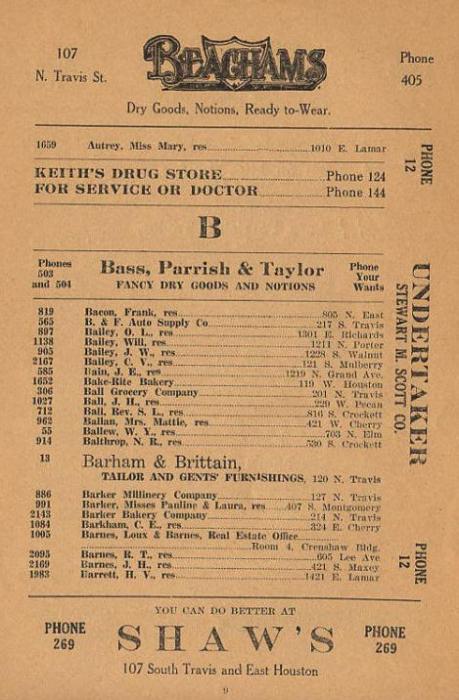 107
N. Travis St.
BEACHAMS
Phone
405
Dry Goods, Notions, Ready to-Wear.
1659 Autrey, Miss Mary, res 1010 E. Lamar
KEITH'S DRUG STORE Phone 124
FOR SERVICE OR DOCTOR Phone 144
B
Phones
503
and 504
Bass, Parrish & Taylor
FANCY DRY GOODS AND NOTIONS
Phone
Your
Wants
819 Bacon, Frank, res 805 N. East
565 B. & F. Auto Supply Co 217 S. Travis
897 Bailey, O. L., res 1301 E. Richards
1138 Bailey, Will, res 1211 N. Porter
905 Bailey, J. W., res 1228 S. Walnut
2167 Bailey, C. V., res 121 S. Mulberry
585 Bain, J. E., res 1219 N. Grand Ave.
1652 Bake-Rite Bakery 119 W. Houston
306 Ball Grocery Company 201 N. Travis
1027 Ball, J. H., res 229 W. Pecan
712 Ball, Rev. S. L., res 816 S. Crockett
962 Ballan, Mrs. Mattie, res 421 W. Cherry
55 Ballew, W. Y., res 703 N. Elm
914 Balthrop, N. R., res 530 S. Crockett
13 Barham & Brittain,
TAILOR AND GENTS' FURNISHINGS, 120 N. Travis
886 Barker Millinery Company 127 N. Travis
991 Barker, Misses Pauline & Laura, res 407 S. Montgomery
2143 Barker Bakery Company 214 N. Travis
1084 Barkham, C. E., res 324 E. Cherry
1005 Barnes, Loux & Barnes, Real Estate Office
Room 4, Crenshaw Bldg.
2095 Barnes, R. T., res 605 Lee Ave
2169 Barnes, J. H., res 421 S. Maxey
1983 Barrett, H. V., res 1421 E. Lamar
PHONE
12
UNDERTAKER
STEWART M. SCOTT CO.
PHONE
12
YOU CAN DO BETTER AT
PHONE
269
SHAW'S
PHONE
269
107 South Travis and East Houston
9